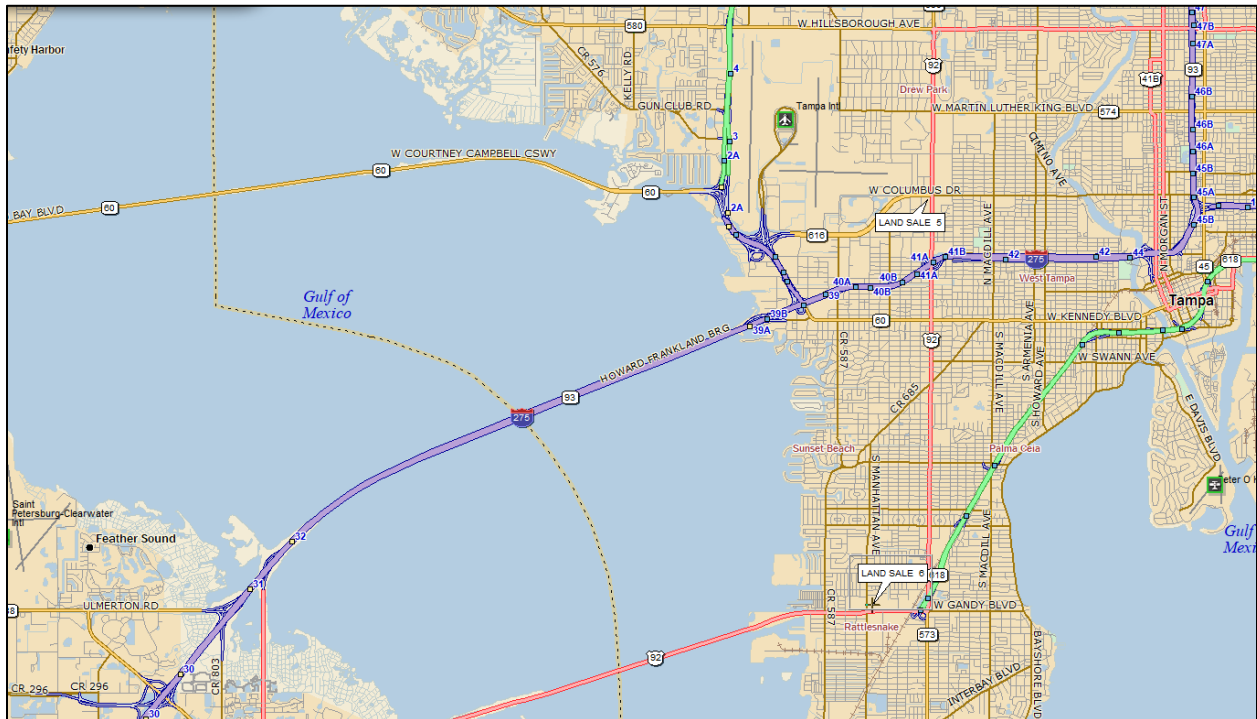 W HILLSBOROUGH AVE
580
47B
47A
afety Harbor
CR 576
KELLY RD
4
92
93
41B
Drew Park
46B
GUN CLUB RD
Tampa Intl
W MARTIN LUTHER KING BLVD
574
3
46B
CIMINO AVE
46A
W COURTNEY CAMPBELL CSWY
2A
60
45B
60
W COLUMBUS DR
45A
BAY BLVD
60
2A
LAND SALE 5
N MACDILL AVE
N MORGAN ST
45B
616
41A
41B
42
275
42
44
618
45
West Tampa
40A
40B
41A
40B
39
Gulf of
Mexico
Tampa
39B
39A
60
W KENNEDY BLVD
HOWARD FRANKLAND BRG
CR 587
92
S MACDILL AVE
S ARMENIA AVE
S HOWARD AVE
W SWANN AVE
93
275
CR 685
E DAVIS BLVD
Sunset Beach
S MANHATTAN AVE
Palma Ceia
Peter O K
Saint
Petersburg-Clearwater
Intl
Feather Sound
32
S MACDILL AVE
Gulf
Mexi
31
LAND SALE 6
618
ULMERTON RD
CR 587
W GANDY BLVD
Rattlesnake
573
92
BAYSHORE BLVD
30
CR 803
CR 296
CR 296
INTERBAY BLVD
30